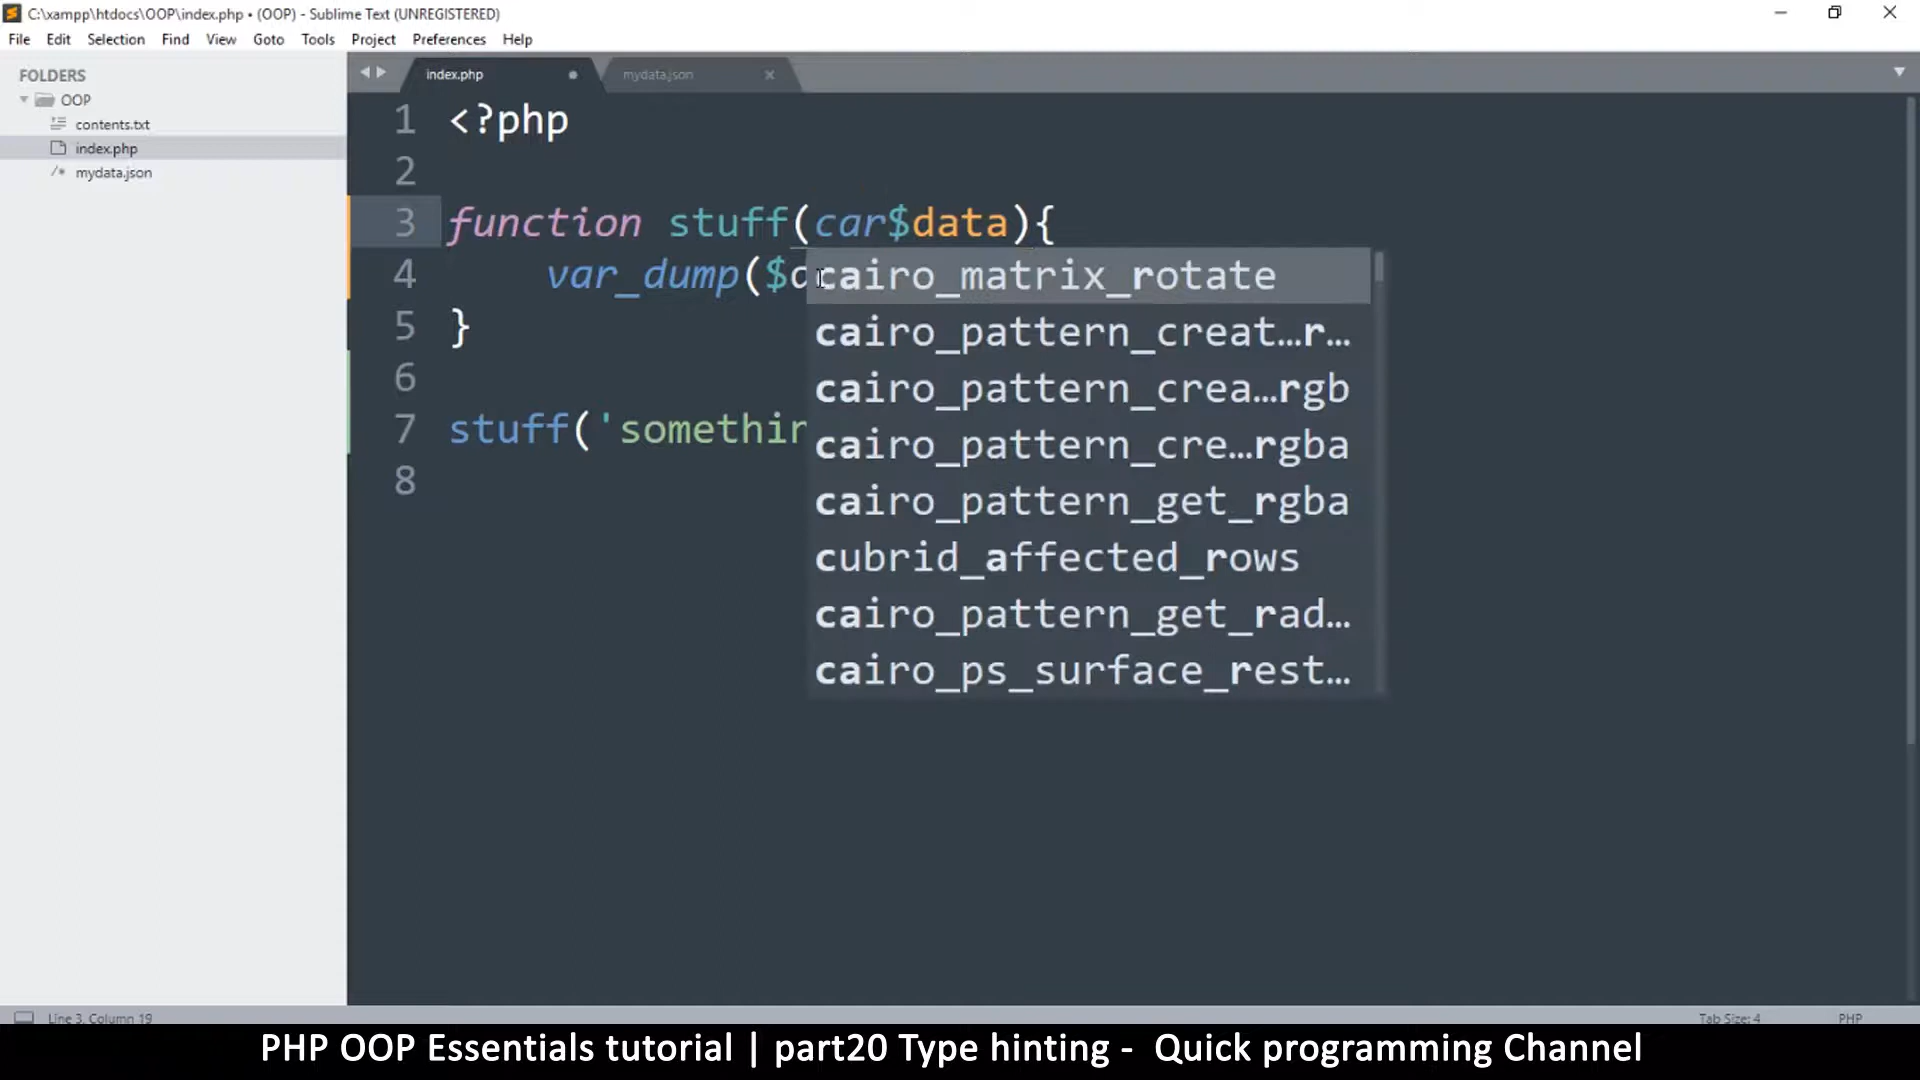 C:\xampp\htdocs\OOP\index.php • (OOP) - Sublime Text (UNREGISTERED)
File Edit Selection Find View Goto Tools Project Preferences Help
FOLDERS
OOP
contents.txt
index.php
mydata.json
index.php
mydata.json
1 <?php
2
3 function stuff(car$data){
4 var_dump($
5 }
6
7 stuff('somethin
8
cairo_matrix_rotate
cairo_pattern_creat…r…
cairo_pattern_crea…rgb
cairo_pattern_cre…rgba
cairo_pattern_get_rgba
cubrid_affected_rows
cairo_pattern_get_rad…
cairo_ps_surface_rest…
Line 3, Column 19
Tab Size: 4
PHP
PHP OOP Essentials tutorial | part20 Type hinting - Quick programming Channel